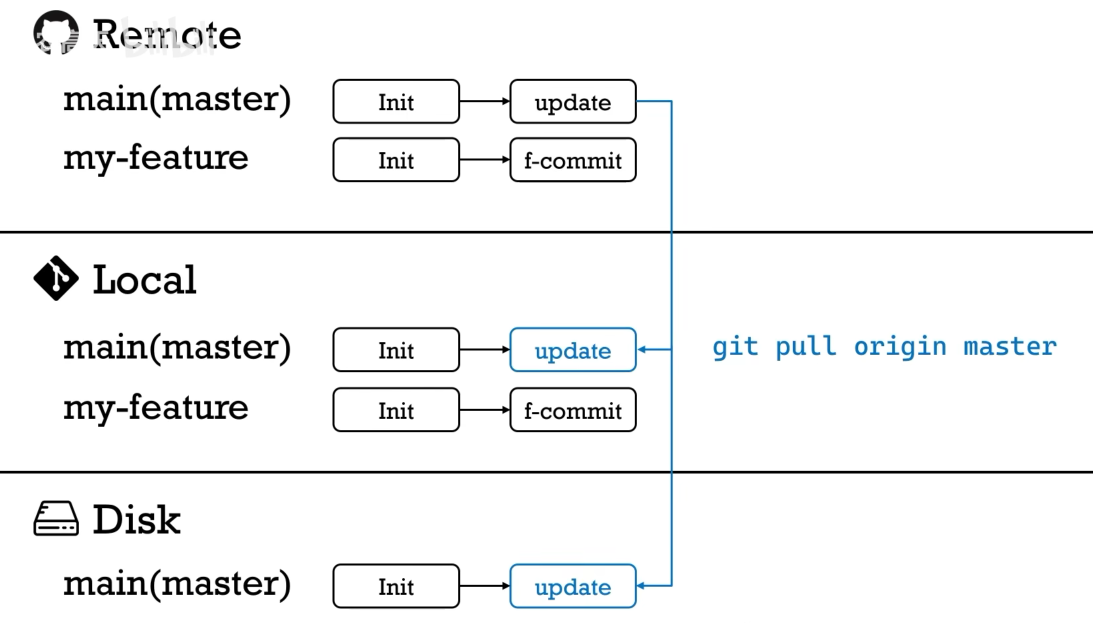 Remote
main(master) Init update
my-feature Init f-commit
Local
main(master) Init update git pull origin master
my-feature Init f-commit
Disk
main(master) Init update